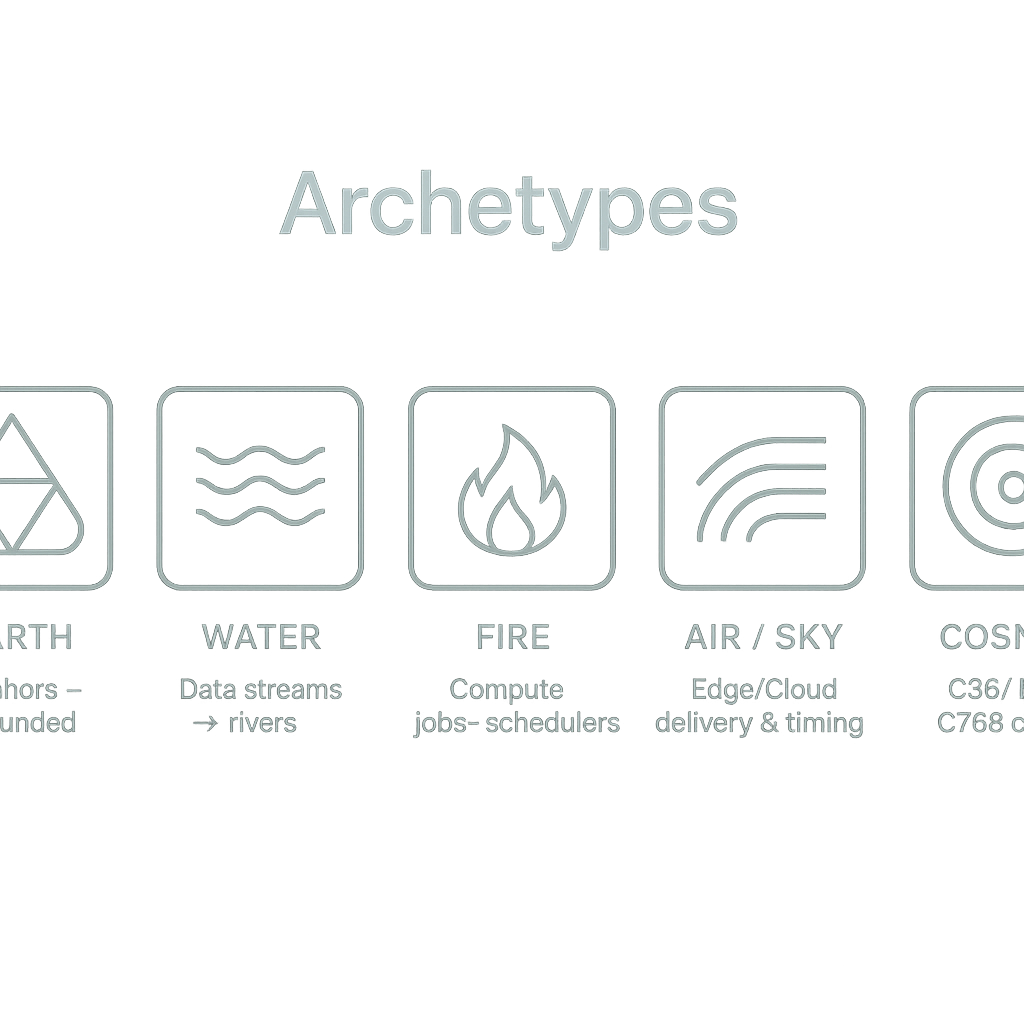 Archetypes
ARTH
WATER
FIRE
AIR / SKY
COSM
hors –
unded
Data streams
→ rivers
Compute
jobs- schedulers
Edge/Cloud
delivery & timing
C36/
C768 c